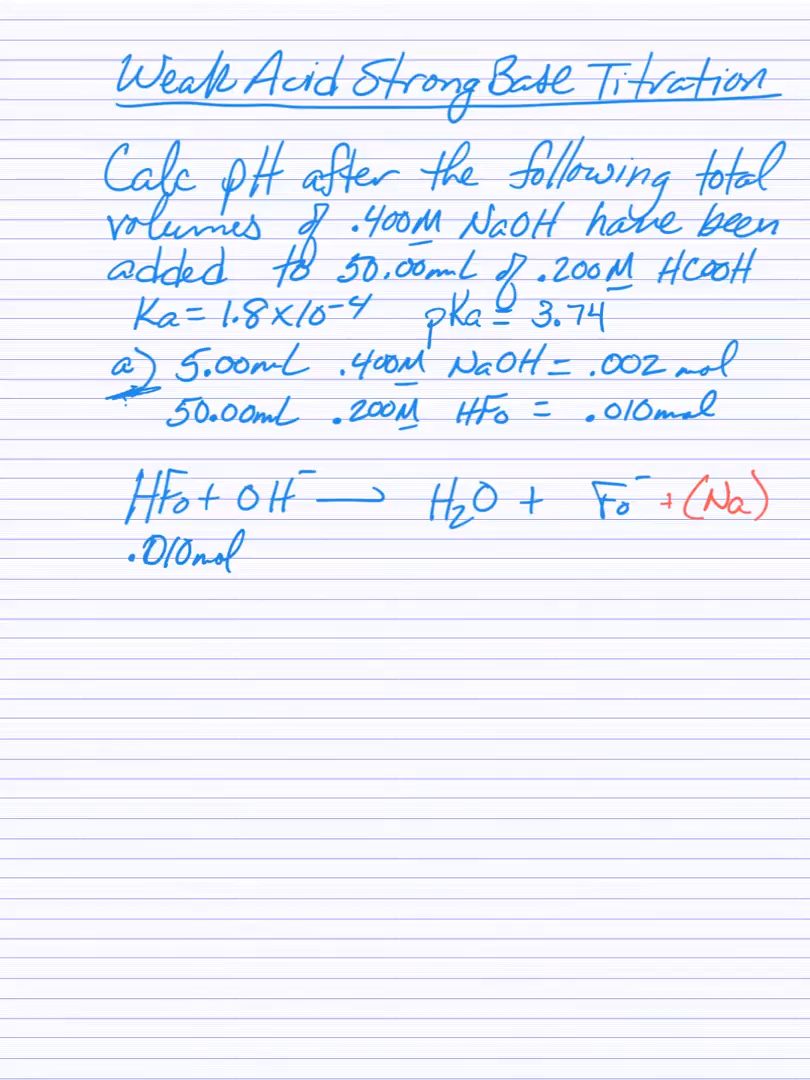 Weak Acid Strong Base Titration
Calc pH after the following total
volumes of .400M NaOH have been
added to 50.00mL of .200M HCOOH
Ka = 1.8x10⁻⁴ pKa = 3.74
a) 5.00mL .400M NaOH = .002 mol
50.00mL .200M HFo = .010mol
HFo + OH⁻ → H₂O + Fo⁻ + (Na)
.010mol